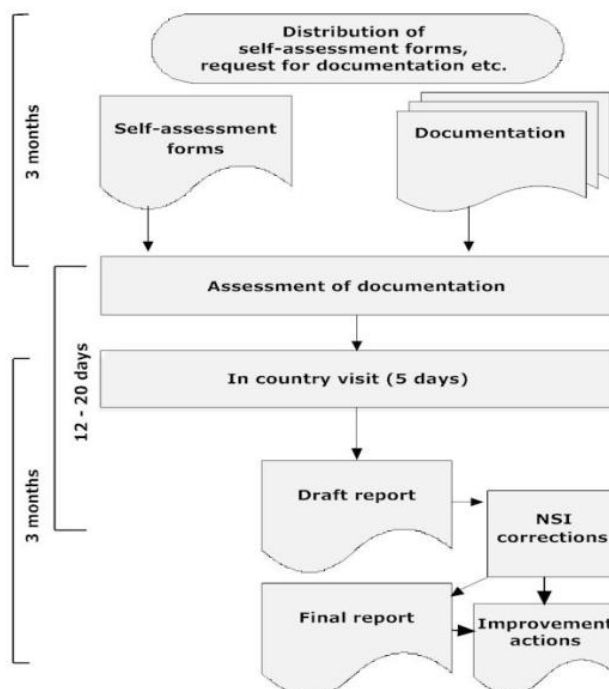 Distribution of
self-assessment forms,
request for documentation etc.
Self-assessment
forms
Documentation
3 months
Assessment of documentation
In country visit (5 days)
12 - 20 days
Draft report
NSI
corrections
3 months
Final report
Improvement
actions